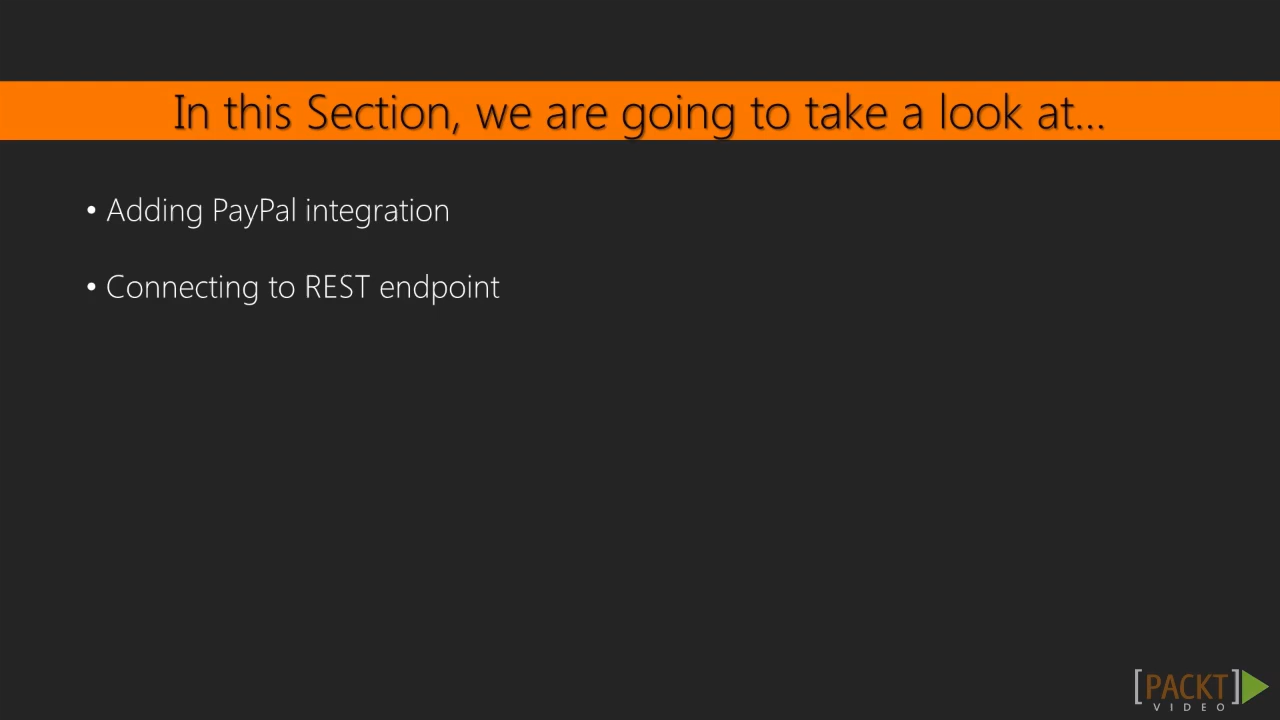 In this Section, we are going to take a look at...
• Adding PayPal integration
• Connecting to REST endpoint
[PACKT]
VIDEO